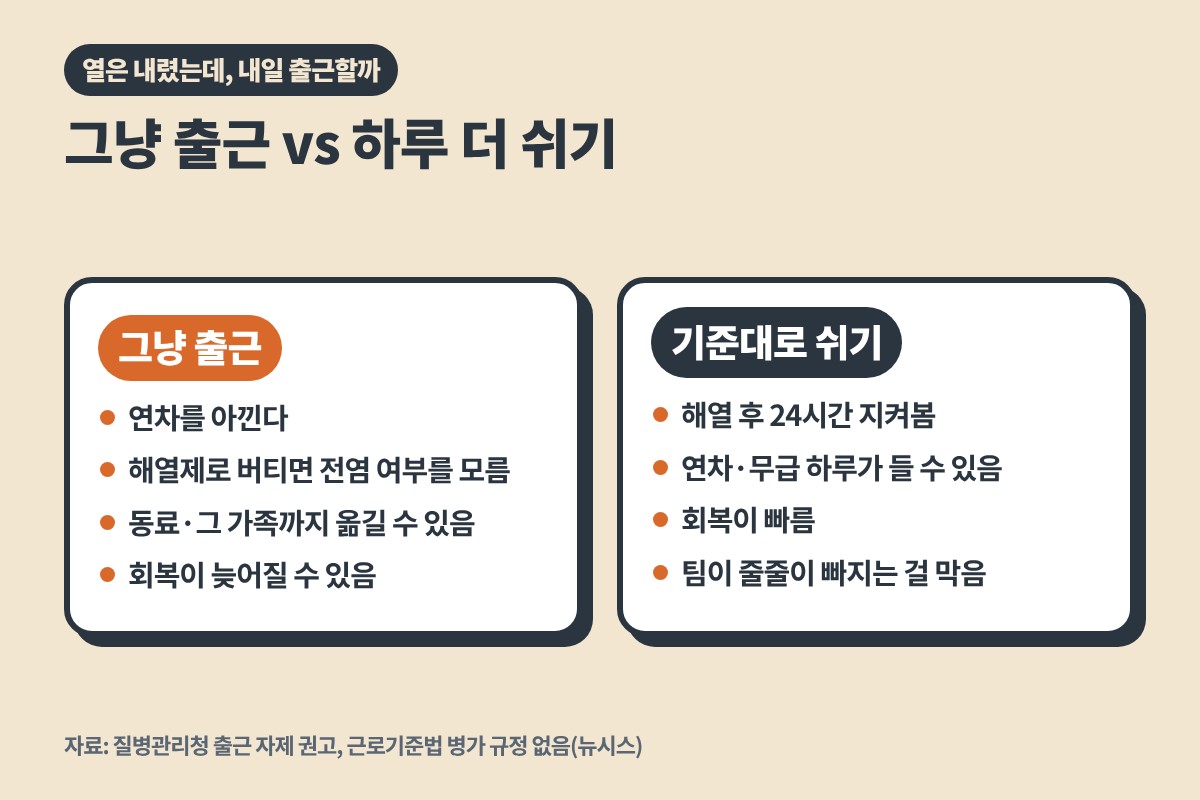 열은 내렸는데, 내일 출근할까
그냥 출근 vs 하루 더 쉬기
그냥 출근
연차를 아낀다
해열제로 버티면 전염 여부를 모름
동료·그 가족까지 옮길 수 있음
회복이 늦어질 수 있음
기준대로 쉬기
해열 후 24시간 지켜봄
연차·무급 하루가 들 수 있음
회복이 빠름
팀이 줄줄이 빠지는 걸 막음
자료: 질병관리청 출근 자제 권고, 근로기준법 병가 규정 없음(뉴시스)